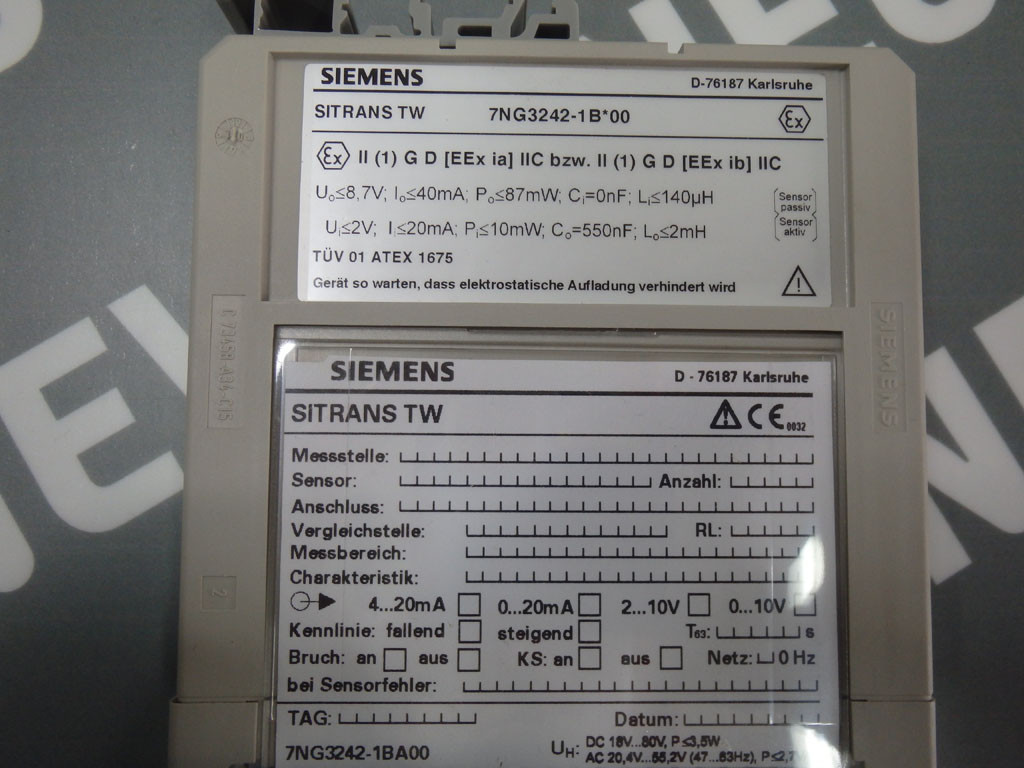 SIEMENS D-76187 Karlsruhe
SITRANS TW 7NG3242-1B*00 Ex
Ex II (1) G D [EEx ia] IIC bzw. II (1) G D [EEx ib] IIC
Uo≤8,7V; Io≤40mA; Po≤87mW; Ci=0nF; Li≤140µH
Sensor passiv
Ui≤2V; Ii≤20mA; Pi≤10mW; Co=550nF; Lo≤2mH
Sensor aktiv
TÜV 01 ATEX 1675
Gerät so warten, dass elektrostatische Aufladung verhindert wird
SIEMENS
SIEMENS D - 76187 Karlsruhe
SITRANS TW CE 0032
Messstelle:
Sensor: Anzahl:
Anschluss:
Vergleichstelle: RL:
Messbereich:
Charakteristik:
4...20mA 0...20mA 2...10V 0...10V
Kennlinie: fallend steigend T63: s
Bruch: an aus KS: an aus Netz: 0 Hz
bei Sensorfehler:
TAG: Datum:
7NG3242-1BA00 UH: DC 18V...80V, P≤3,5W
AC 20,4V...55,2V (47...63Hz), P≤2,7
2